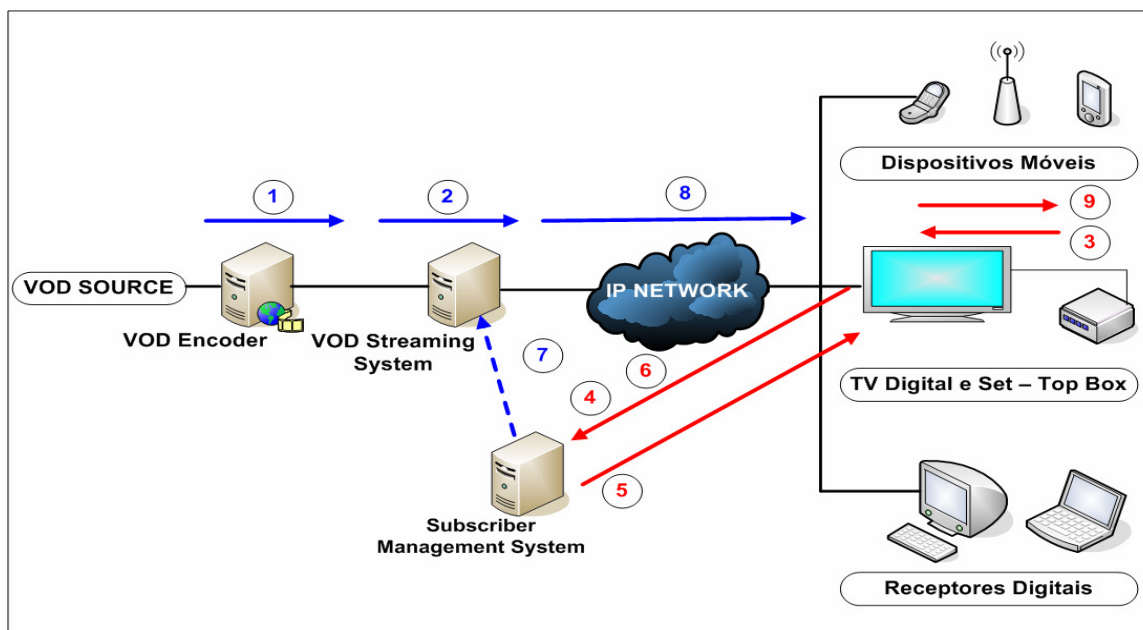 Dispositivos Móveis
1
2
8
9
3
VOD SOURCE
VOD Encoder
VOD Streaming
System
IP NETWORK
7
6
4
5
TV Digital e Set – Top Box
Subscriber
Management System
Receptores Digitais